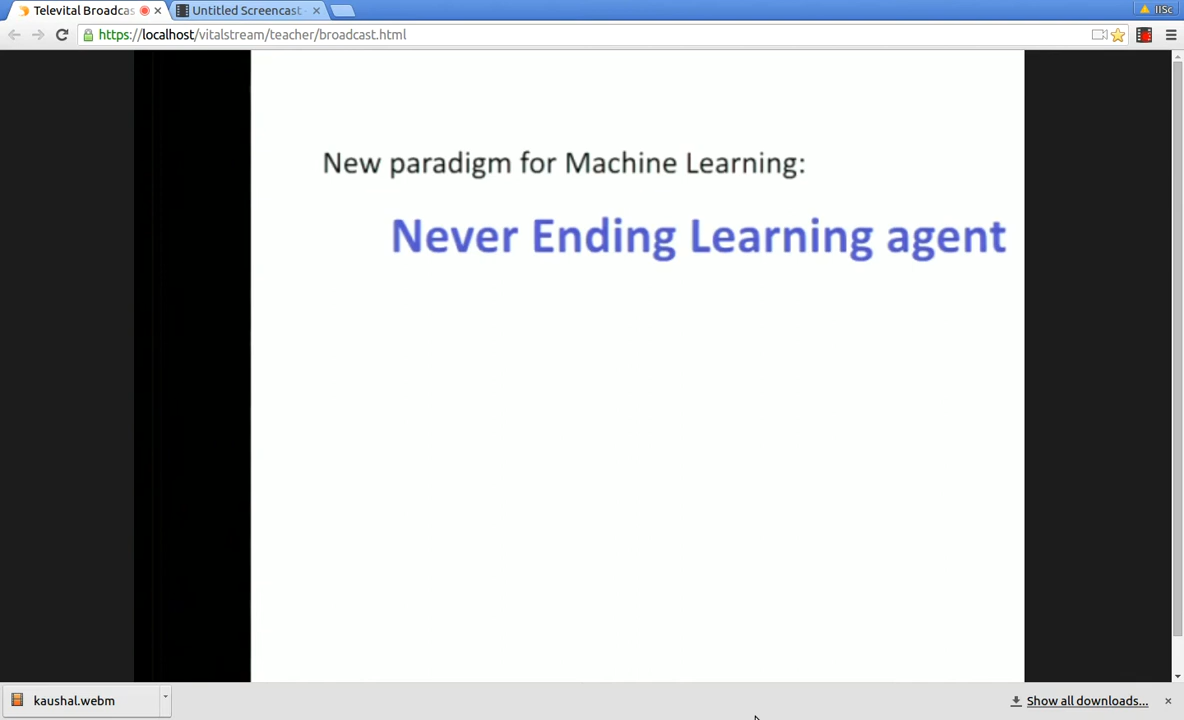 Televital Broadcas
Untitled Screencast
IISc
https://localhost/vitalstream/teacher/broadcast.html
New paradigm for Machine Learning:
Never Ending Learning agent
kaushal.webm
Show all downloads...